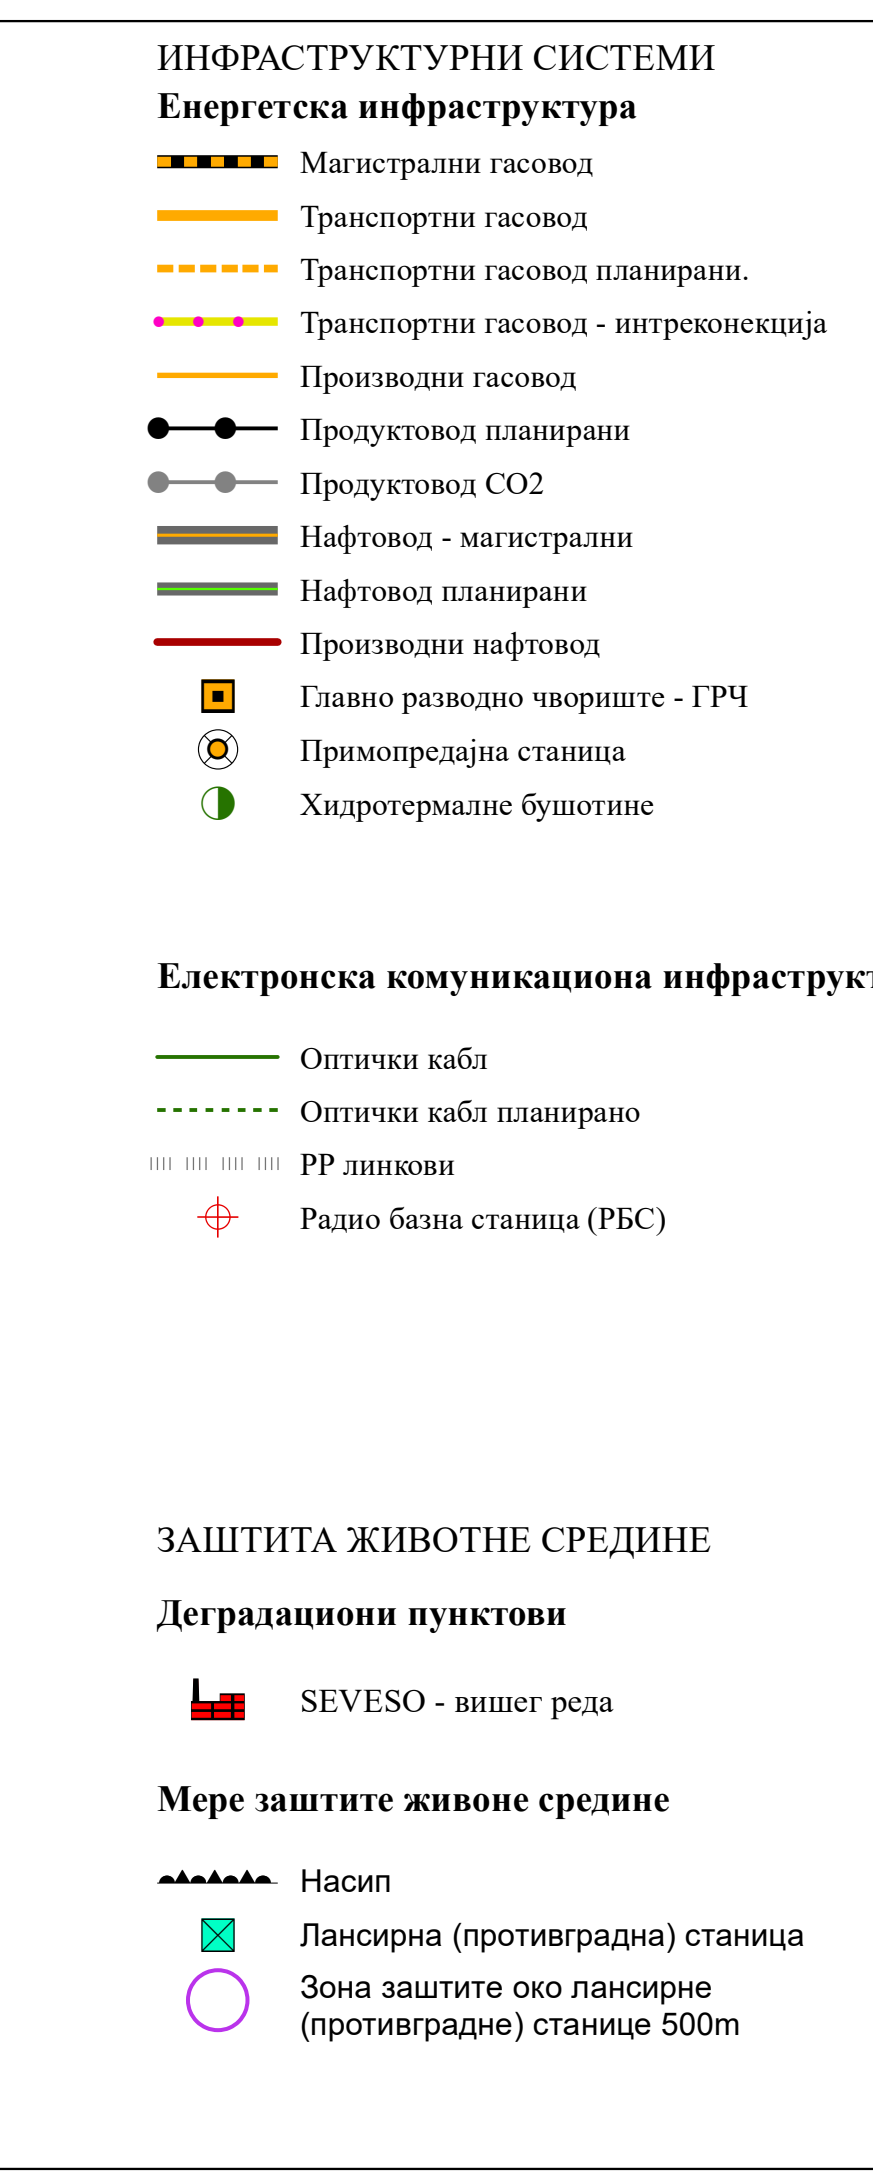 ИНФРАСТРУКТУРНИ СИСТЕМИ
Енергетска инфраструктура
Магистрални гасовод
Транспортни гасовод
Транспортни гасовод планирани.
Транспортни гасовод - интреконекција
Производни гасовод
Продуктовод планирани
Продуктовод СО2
Нафтовод - магистрални
Нафтовод планирани
Производни нафтовод
Главно разводно чвориште - ГРЧ
Примопредајна станица
Хидротермалне бушотине
Електронска комуникациона инфраструкт
Оптички кабл
Оптички кабл планирано
РР линкови
Радио базна станица (РБС)
ЗАШТИТА ЖИВОТНЕ СРЕДИНЕ
Деградациони пунктови
SEVESO - вишег реда
Мере заштите живоне средине
Насип
Лансирна (противградна) станица
Зона заштите око лансирне
(противградне) станице 500m